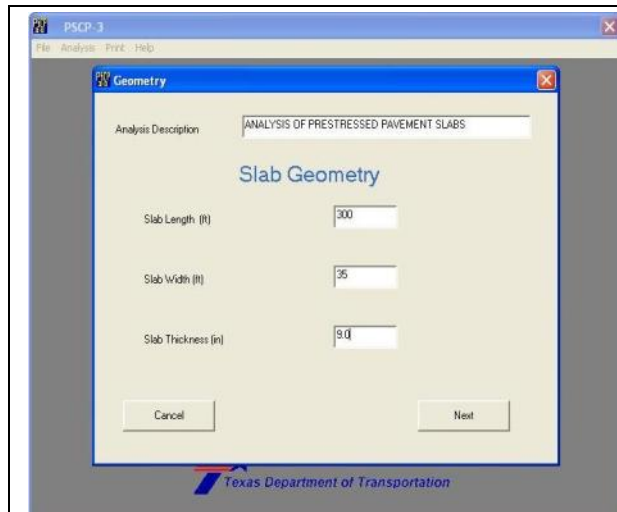 PSCP-3
File Analysis Print Help
Geometry
Analysis Description ANALYSIS OF PRESTRESSED PAVEMENT SLABS
Slab Geometry
Slab Length (ft) 300
Slab Width (ft) 35
Slab Thickness (in) 9.0
Cancel Next
Texas Department of Transportation